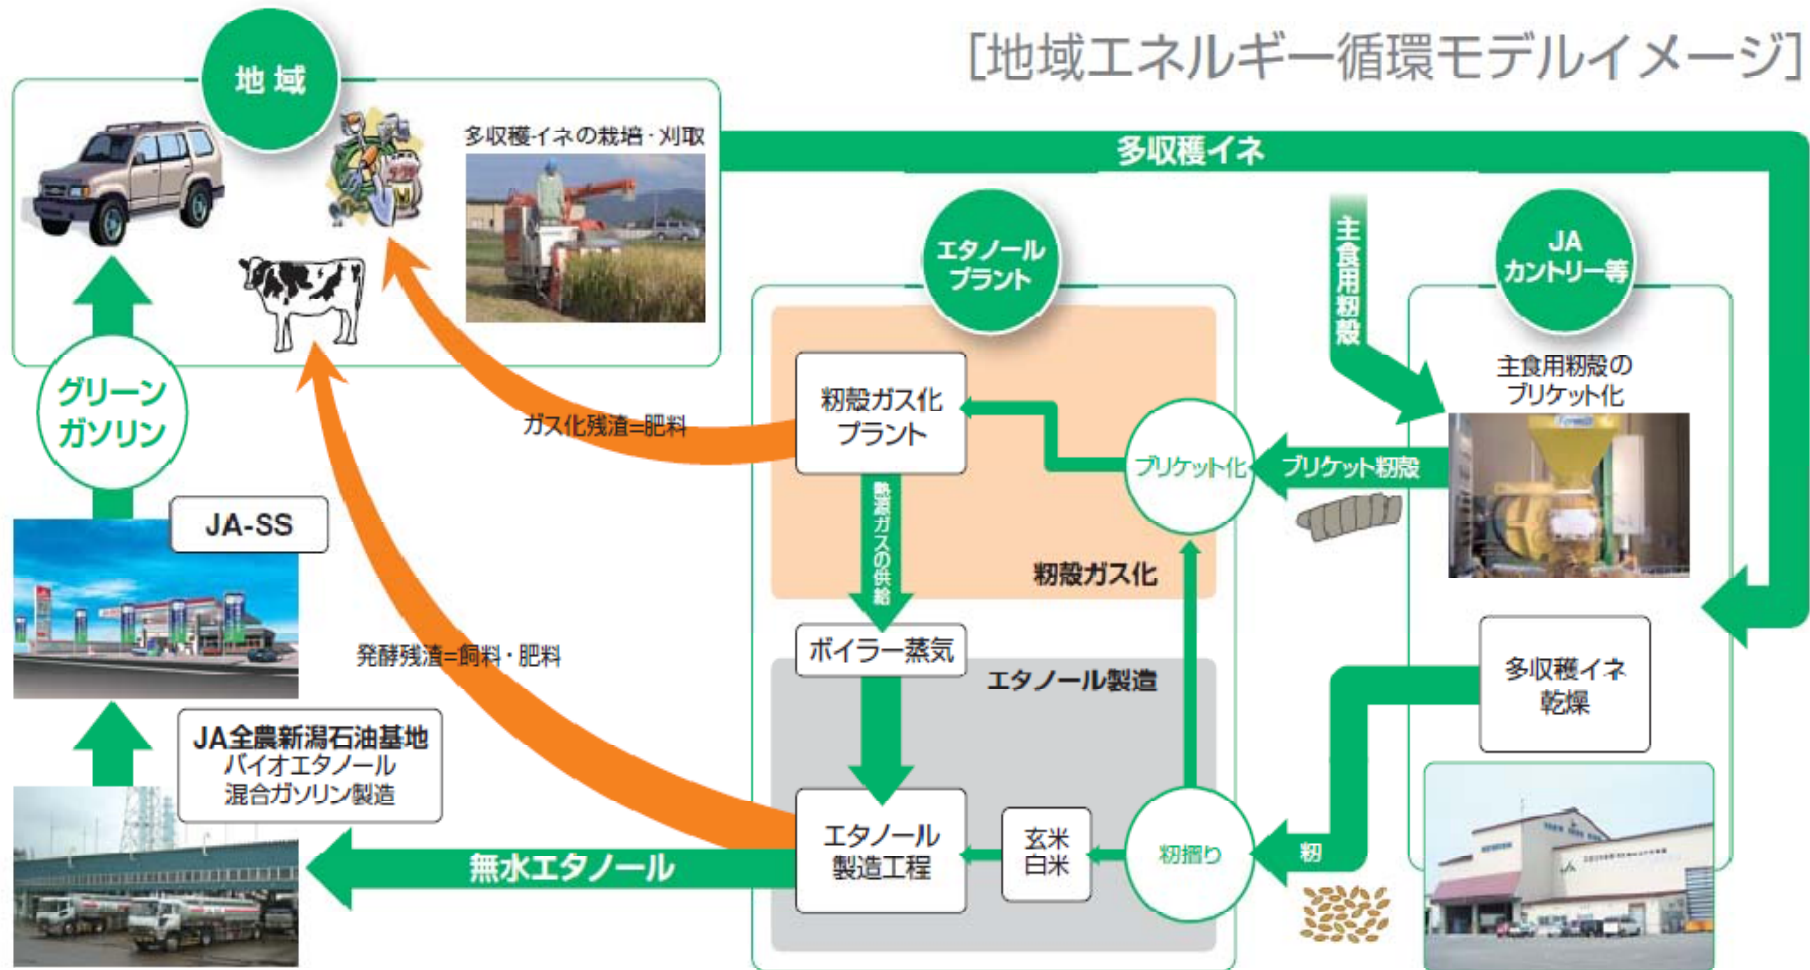 [地域エネルギー循環モデルイメージ]
地域
多収穫イネの栽培・刈取
多収穫イネ
エタノール
プラント
主食用籾殻
JA
カントリー等
主食用籾殻の
ブリケット化
グリーン
ガソリン
籾殻ガス化
プラント
ガス化残渣=肥料
ブリケット化
ブリケット籾殻
熱源ガスの供給
籾殻ガス化
JA-SS
ボイラー蒸気
発酵残渣=飼料・肥料
エタノール製造
多収穫イネ
乾燥
JA全農新潟石油基地
バイオエタノール
混合ガソリン製造
エタノール
製造工程
玄米
白米
籾摺り
籾
無水エタノール